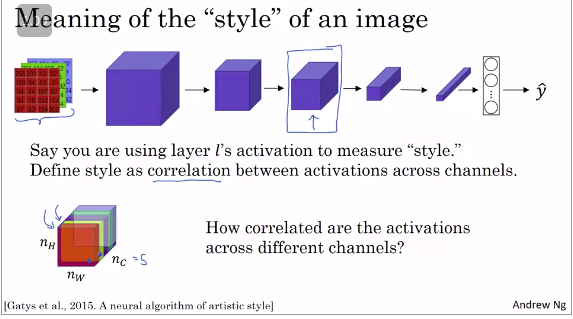 Meaning of the “style” of an image
ŷ
Say you are using layer l’s activation to measure “style.”
Define style as correlation between activations across channels.
How correlated are the activations
across different channels?
n_H
n_W
n_C = 5
[Gatys et al., 2015. A neural algorithm of artistic style]
Andrew Ng